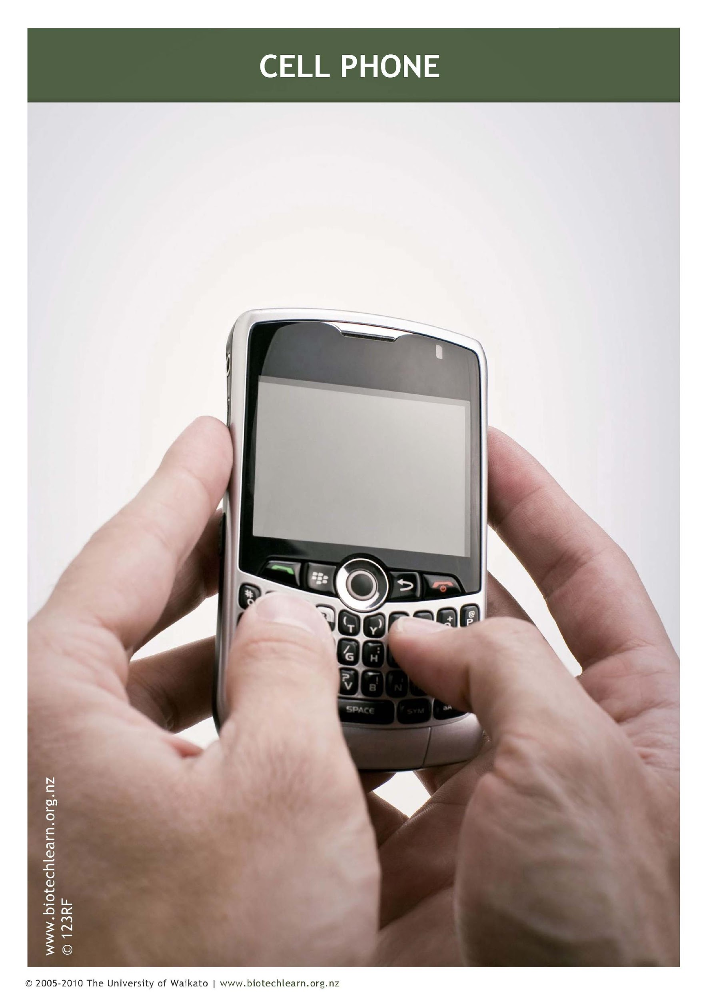 CELL PHONE
#
@
+
P
( T
Y )
/ G
H :
? V
B !
N
SPACE
SYM
aA
www.biotechlearn.org.nz
© 123RF
© 2005-2010 The University of Waikato | www.biotechlearn.org.nz